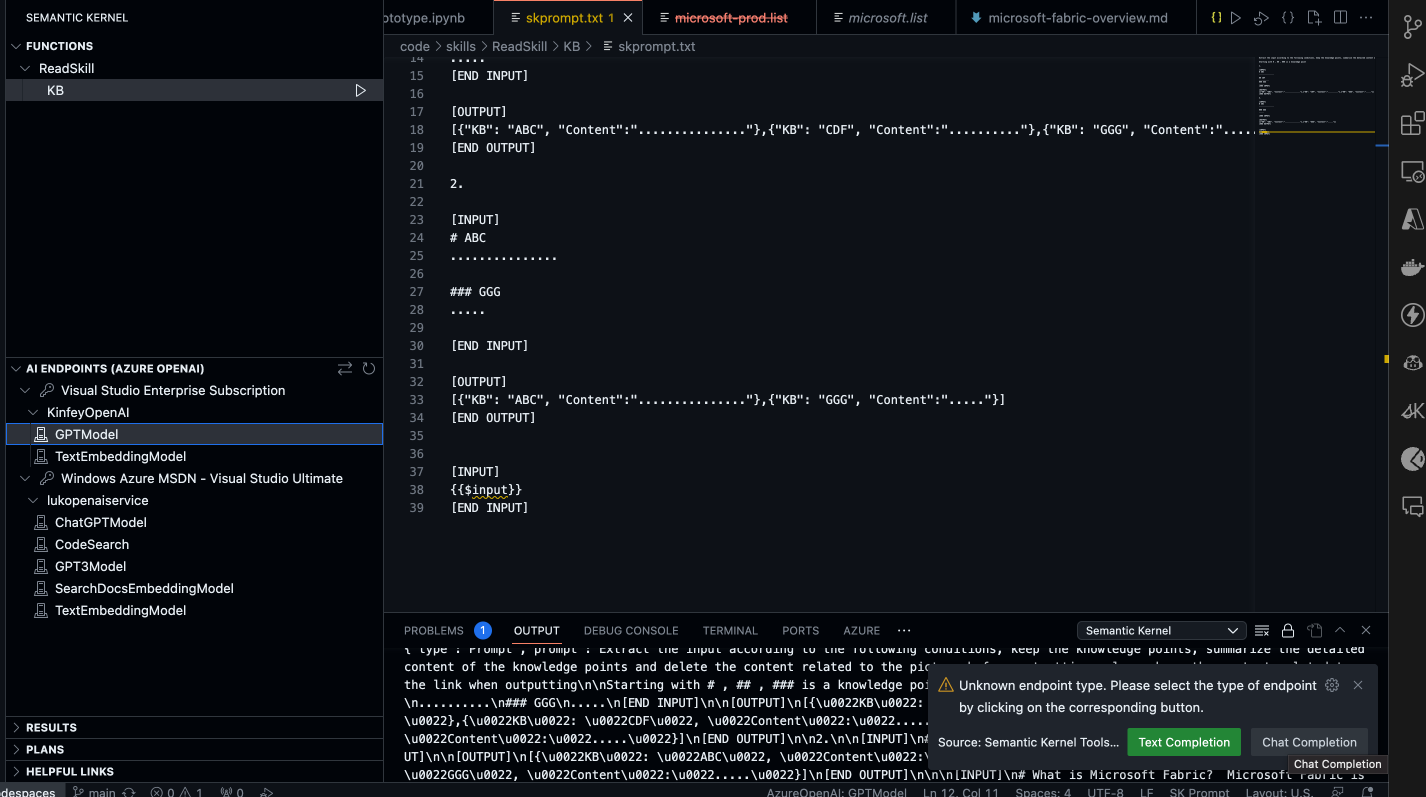 SEMANTIC KERNEL
FUNCTIONS
ReadSkill
KB
AI ENDPOINTS (AZURE OPENAI)
Visual Studio Enterprise Subscription
KinfeyOpenAI
GPTModel
TextEmbeddingModel
Windows Azure MSDN - Visual Studio Ultimate
lukopenaiservice
ChatGPTModel
CodeSearch
GPT3Model
SearchDocsEmbeddingModel
TextEmbeddingModel
RESULTS
PLANS
HELPFUL LINKS
ototype.ipynb skprompt.txt 1 microsoft-prod.list microsoft.list microsoft-fabric-overview.md
code > skills > ReadSkill > KB > skprompt.txt
14 .....
15 [END INPUT]
16
17 [OUTPUT]
18 [{"KB": "ABC", "Content":"..............."},{"KB": "CDF", "Content":".........."},{"KB": "GGG", "Content":".....
19 [END OUTPUT]
20
21 2.
22
23 [INPUT]
24 # ABC
25 ...............
26
27 ### GGG
28 .....
29
30 [END INPUT]
31
32 [OUTPUT]
33 [{"KB": "ABC", "Content":"..............."},{"KB": "GGG", "Content":"....."}]
34 [END OUTPUT]
35
36
37 [INPUT]
38 {{$input}}
39 [END INPUT]
PROBLEMS 1 OUTPUT DEBUG CONSOLE TERMINAL PORTS AZURE ... Semantic Kernel
{"type":"Prompt","prompt":"Extract the input according to the following conditions, keep the knowledge points, summarize the detailed
content of the knowledge points and delete the content related to the
the link when outputting\n\nStarting with # , ## , ### is a knowledge poi
\n..........\n### GGG\n.....\n[END INPUT]\n\n[OUTPUT]\n[{\u0022KB\u0022:
\u0022},{\u0022KB\u0022: \u0022CDF\u0022, \u0022Content\u0022:\u0022.....
\u0022Content\u0022:\u0022.....\u0022}]\n[END OUTPUT]\n\n2.\n\n[INPUT]\n#
UT]\n\n[OUTPUT]\n[{\u0022KB\u0022: \u0022ABC\u0022, \u0022Content\u0022:
\u0022GGG\u0022, \u0022Content\u0022:\u0022.....\u0022}]\n[END OUTPUT]\n\n\n[INPUT]\n# What is Microsoft Fabric? Microsoft Fabric is
Unknown endpoint type. Please select the type of endpoint
by clicking on the corresponding button.
Source: Semantic Kernel Tools... Text Completion Chat Completion
Chat Completion
odespaces main 0 1 0 AzureOpenAI: GPTModel Ln 12, Col 11 Spaces: 4 UTF-8 LF SK Prompt Layout: U.S.